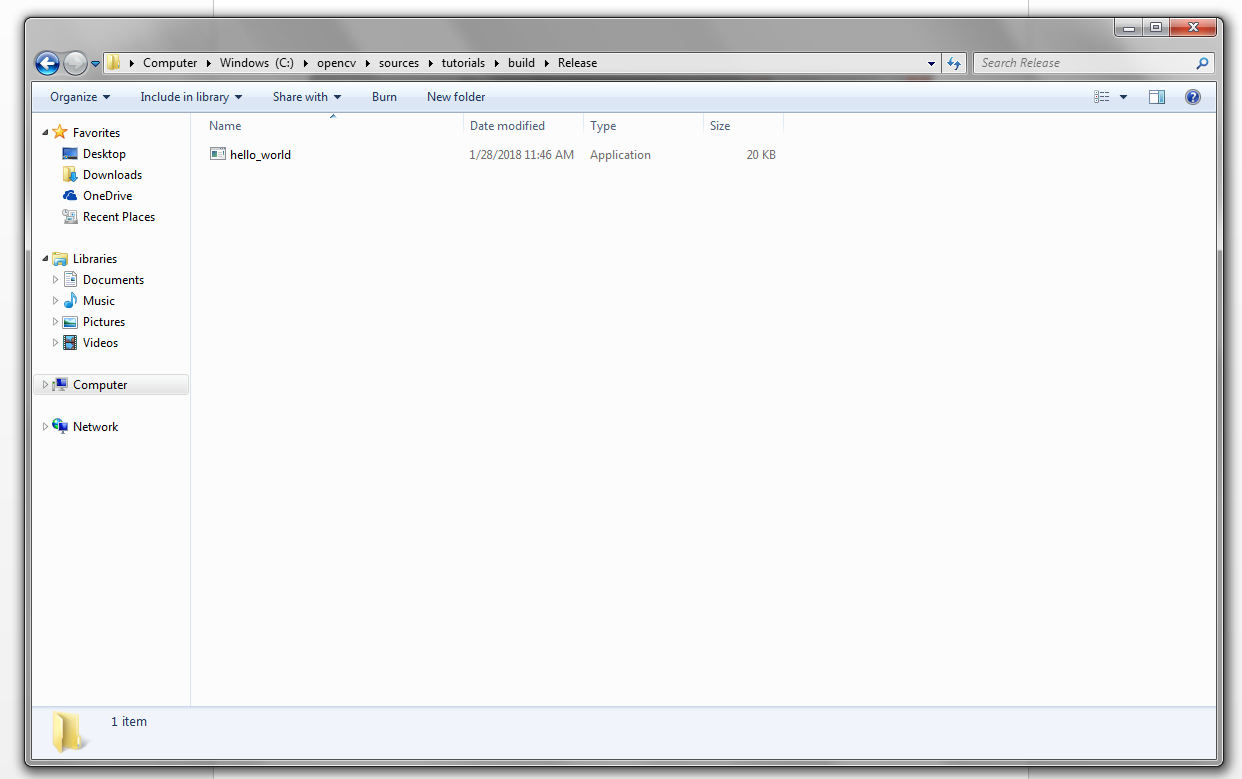 Computer Windows (C:) opencv sources tutorials build Release Search Release
Organize Include in library Share with Burn New folder
Name Date modified Type Size
hello_world 1/28/2018 11:46 AM Application 20 KB
Favorites
Desktop
Downloads
OneDrive
Recent Places
Libraries
Documents
Music
Pictures
Videos
Computer
Network
1 item